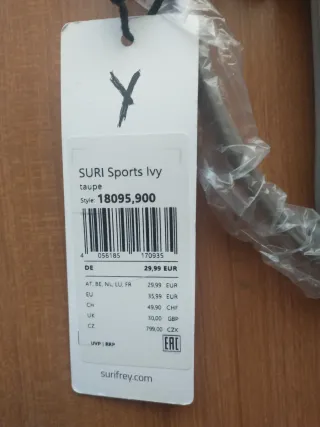 SURI Sports Ivy
taupe
Style: 18095,900
4 056185 170935
DE 29,99 EUR
AT, BE, NL, LU, FR 29,99 EUR
EU 35,99 EUR
CH 49,90 CHF
UK 30,00 GBP
CZ 799,00 CZK
UVP | RRP EAC
surifrey.com